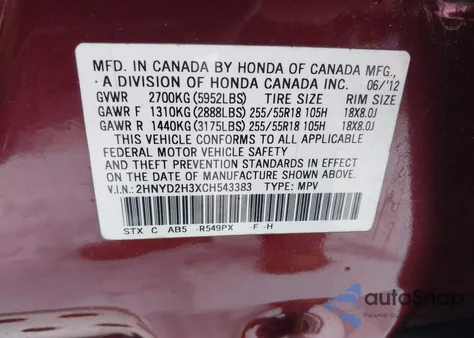 MFD. IN CANADA BY HONDA OF CANADA MFG.,
A DIVISION OF HONDA CANADA INC. 06/'12
GVWR 2700KG (5952LBS) TIRE SIZE RIM SIZE
GAWR F 1310KG (2888LBS) 255/55R18 105H 18X8.0J
GAWR R 1440KG (3175LBS) 255/55R18 105H 18X8.0J
THIS VEHICLE CONFORMS TO ALL APPLICABLE
FEDERAL MOTOR VEHICLE SAFETY
AND THEFT PREVENTION STANDARDS IN EFFECT
ON THE DATE OF MANUFACTURE SHOWN ABOVE.
V.I.N.: 2HNYD2H3XCH543383 TYPE: MPV
STX C AB5 -R549PX -F -H
autoSnap